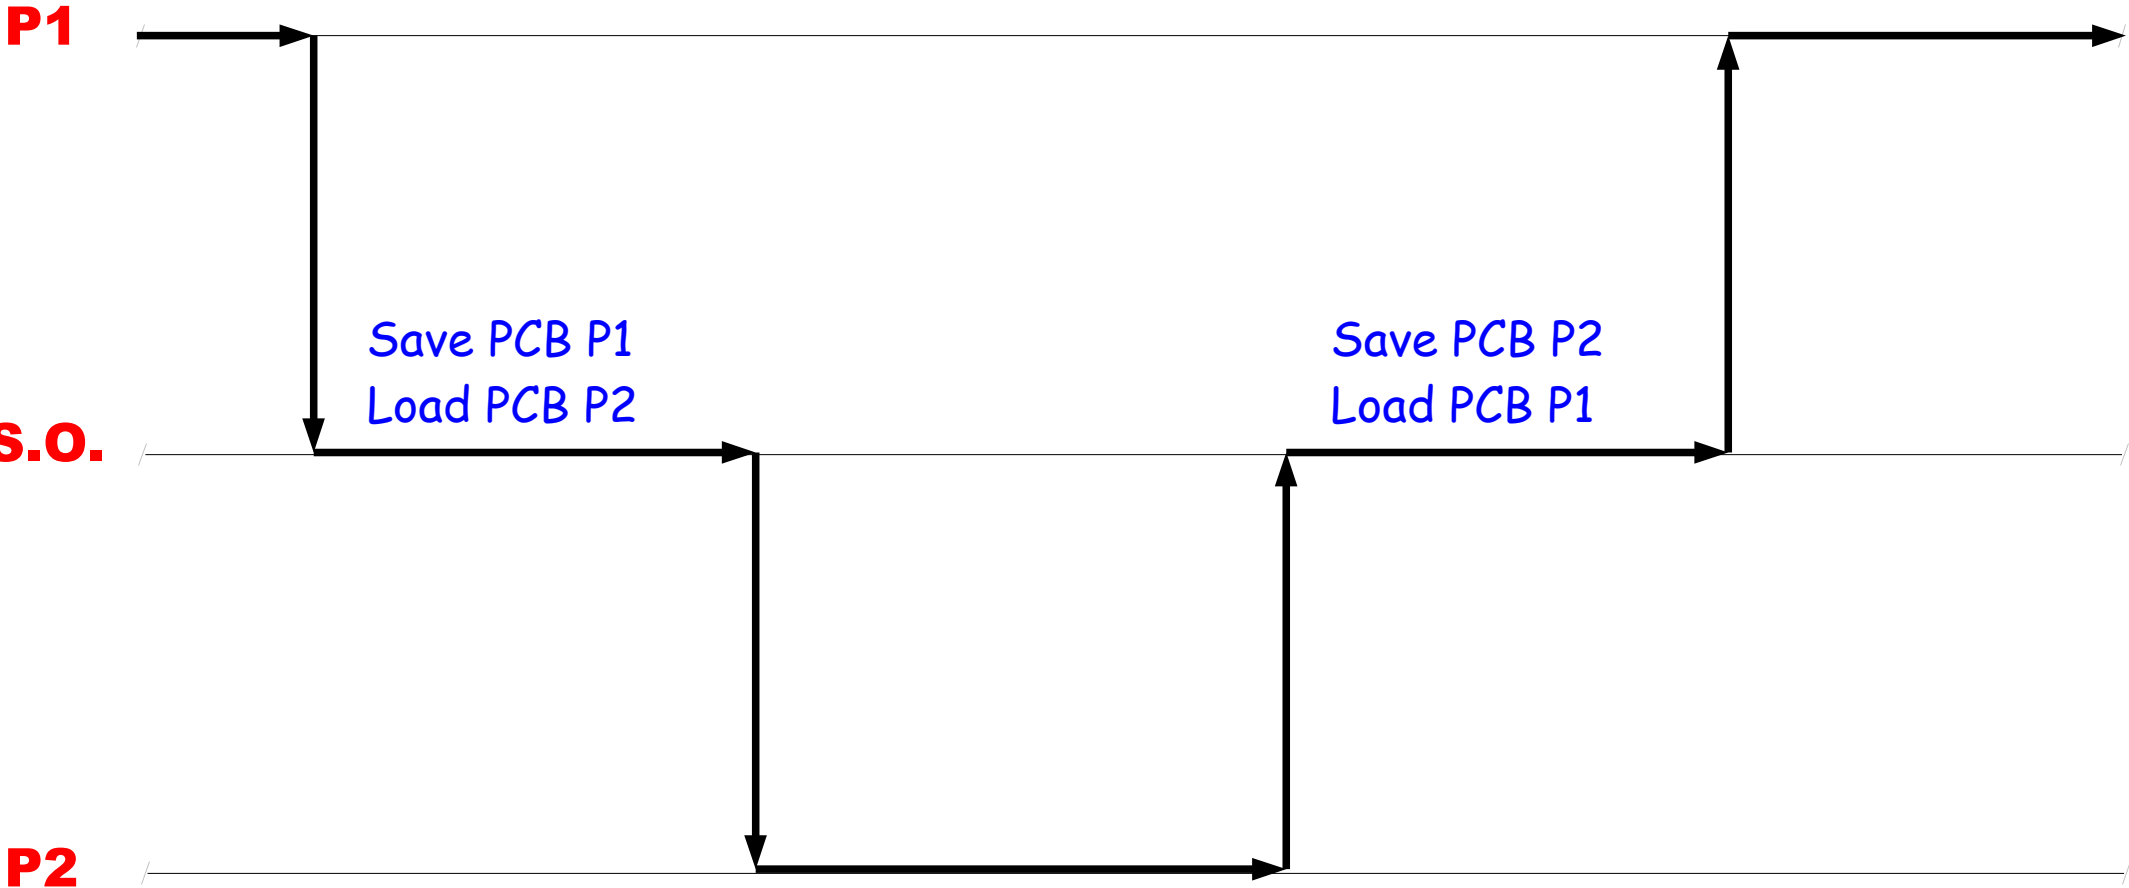 P1
Save PCB P1
Load PCB P2
Save PCB P2
Load PCB P1
S.O.
P2